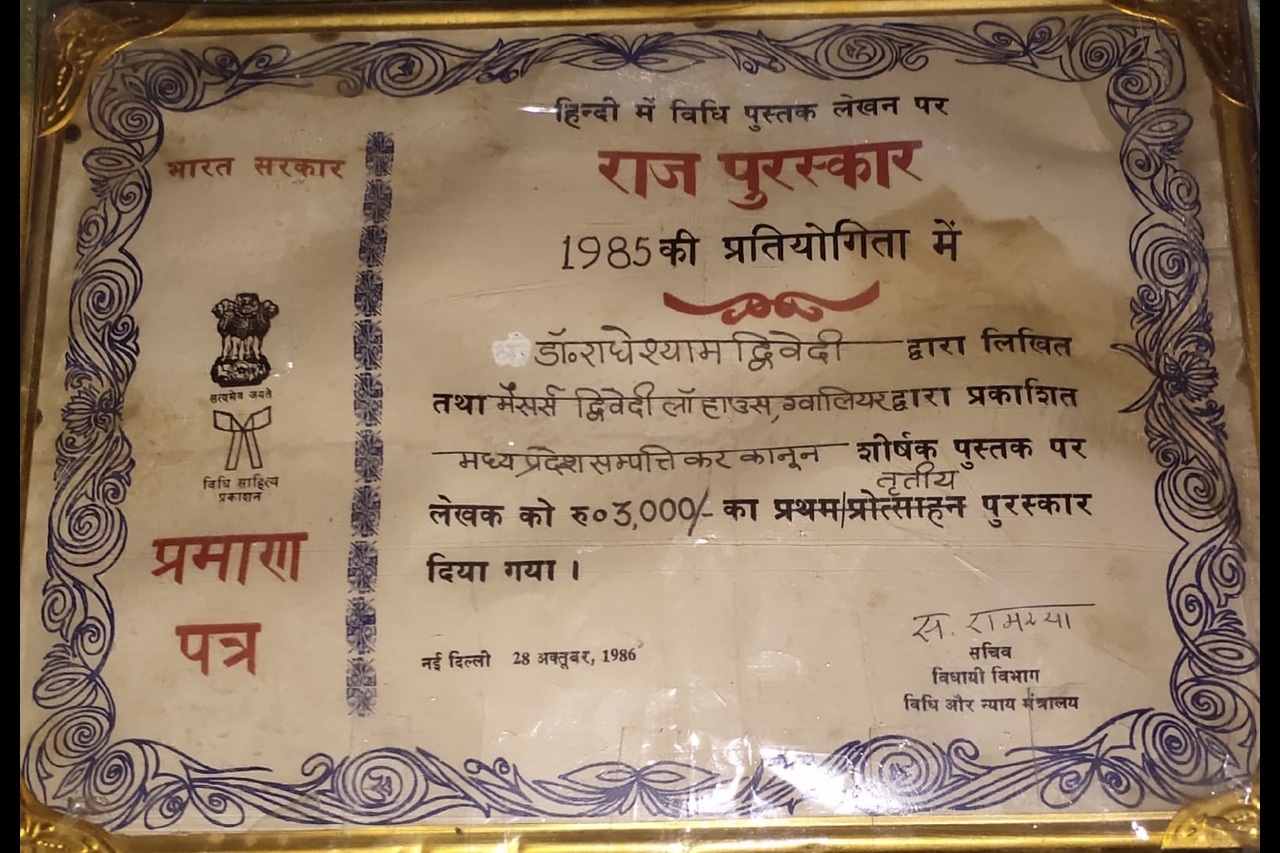 भारत सरकार
सत्यमेव जयते
विधि साहित्य
प्रकाशन
प्रमाण
पत्र
हिन्दी में विधि पुस्तक लेखन पर
राज पुरस्कार
1985 की प्रतियोगिता में
डॉ॰ राधेश्याम द्विवेदी द्वारा लिखित
तथा मैसर्स द्विवेदी लॉ हाउस, ग्वालियर द्वारा प्रकाशित
मध्य प्रदेश सम्पत्ति कर कानून शीर्षक पुस्तक पर
तृतीय
लेखक को रु० 3,000/- का प्रथम/प्रोत्साहन पुरस्कार
दिया गया ।
नई दिल्ली 28 अक्तूबर, 1986
स. रामय्या
सचिव
विधायी विभाग
विधि और न्याय मंत्रालय